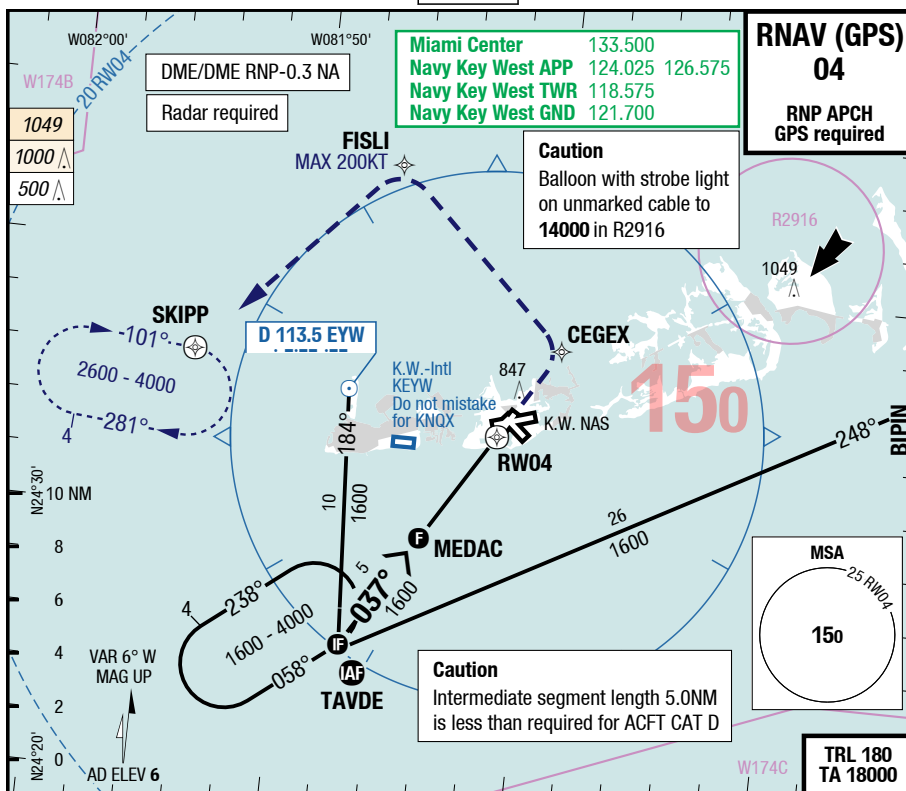 W082°00'
W081°50'
W174B
20 RW04
DME/DME RNP-0.3 NA
Radar required
Miami Center 133.500
Navy Key West APP 124.025 126.575
Navy Key West TWR 118.575
Navy Key West GND 121.700
RNAV (GPS)
04
RNP APCH
GPS required
1049
1000
500
FISLI
MAX 200KT
Caution
Balloon with strobe light
on unmarked cable to
14000 in R2916
R2916
1049
SKIPP
101°
2600 - 4000
281°
4
D 113.5 EYW
CEGEX
K.W.-Intl
KEYW
Do not mistake
for KNQX
847
K.W. NAS
150
184°
RW04
248°
BIPIN
N24°30'
10 NM
10
1600
26
1600
MEDAC
F
8
MSA
25 RW04
150
5
037°
1600
4
238°
1600 - 4000
058°
6
IF
IAF
TAVDE
4
VAR 6° W
MAG UP
Caution
Intermediate segment length 5.0NM
is less than required for ACFT CAT D
2
N24°20'
0
AD ELEV 6
W174C
TRL 180
TA 18000